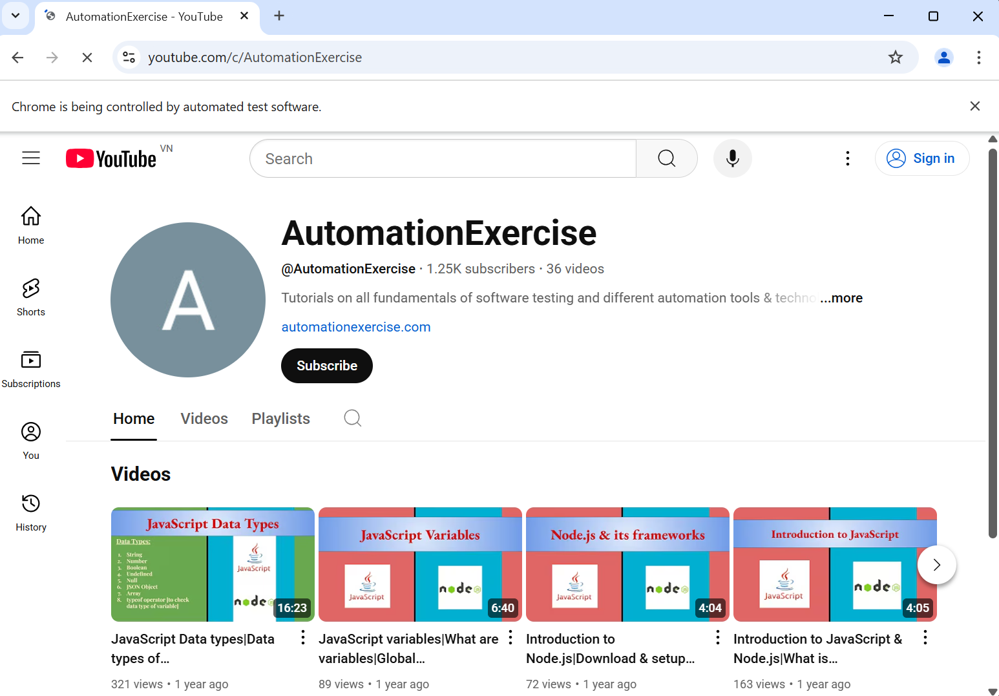 AutomationExercise - YouTube
youtube.com/c/AutomationExercise
Chrome is being controlled by automated test software.
YouTube VN
Search
Sign in
Home
Shorts
Subscriptions
You
History
A
AutomationExercise
@AutomationExercise · 1.25K subscribers · 36 videos
Tutorials on all fundamentals of software testing and different automation tools & techno ...more
automationexercise.com
Subscribe
Home Videos Playlists
Videos
JavaScript Data Types
Data Types:
1. String
2. Number
3. Boolean
4. Undefined
5. Null
6. JSON Object
7. Array
8. typeof operator [to check
data type of variable]
JavaScript
node
16:23
JavaScript Variables
JavaScript
node JS
6:40
Node.js & its frameworks
JavaScript
node JS
4:04
Introduction to JavaScript
JavaScript
node JS
4:05
JavaScript Data types|Data
types of...
321 views • 1 year ago
JavaScript variables|What are
variables|Global...
89 views • 1 year ago
Introduction to
Node.js|Download & setup...
72 views • 1 year ago
Introduction to JavaScript &
Node.js|What is...
163 views • 1 year ago